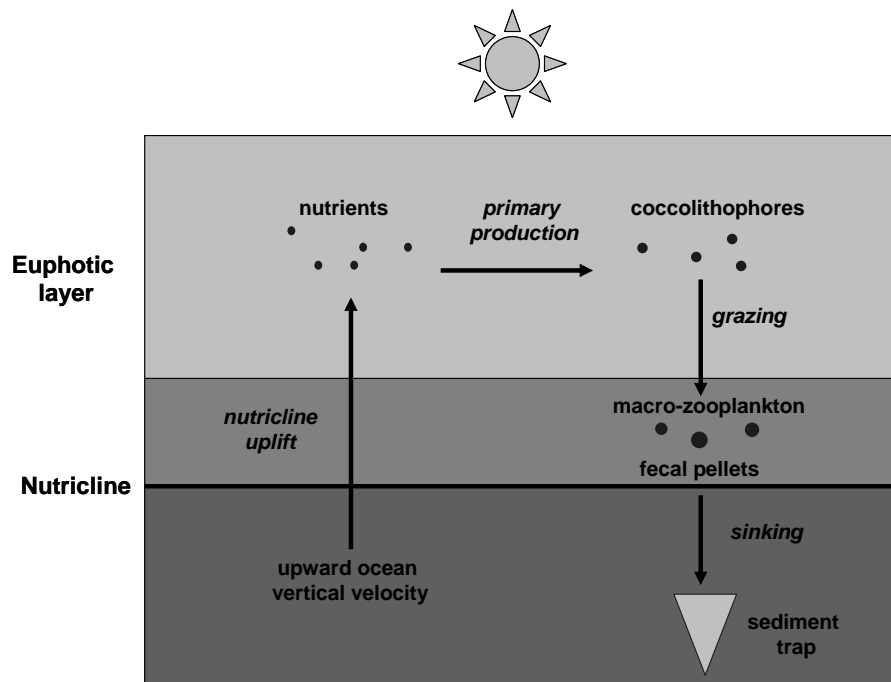 nutrients
primary
production
coccolithophores
Euphotic
layer
grazing
nutricline
uplift
macro-zooplankton
fecal pellets
Nutricline
sinking
upward ocean
vertical velocity
sediment
trap